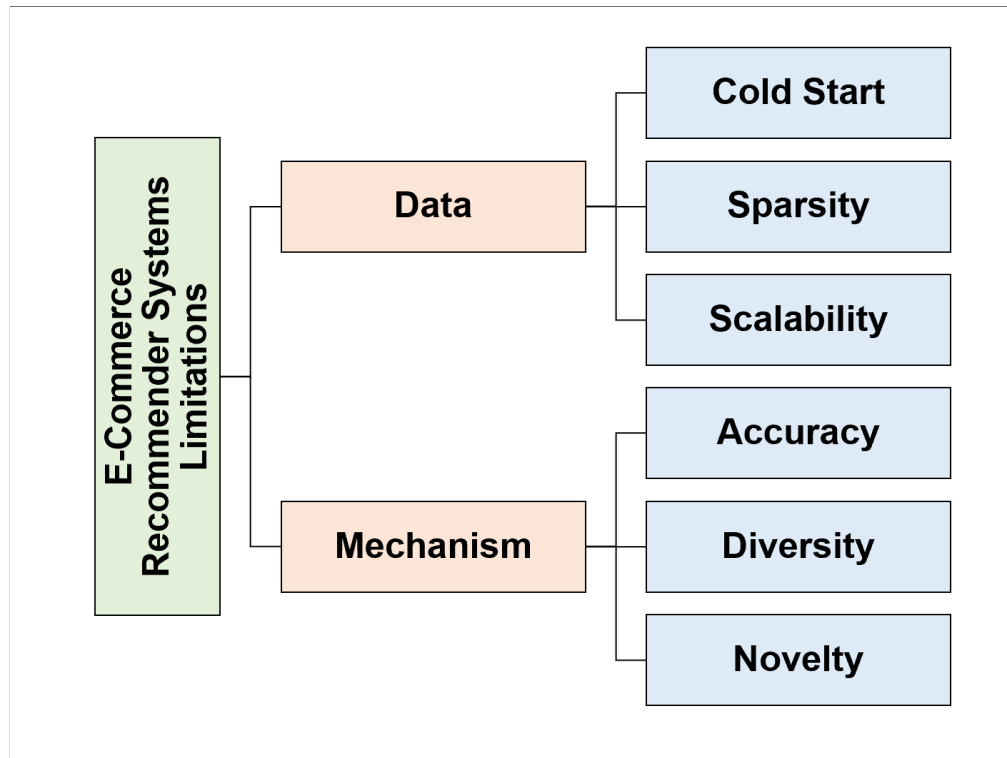 E-Commerce
Recommender Systems
Limitations
Data
Mechanism
Cold Start
Sparsity
Scalability
Accuracy
Diversity
Novelty